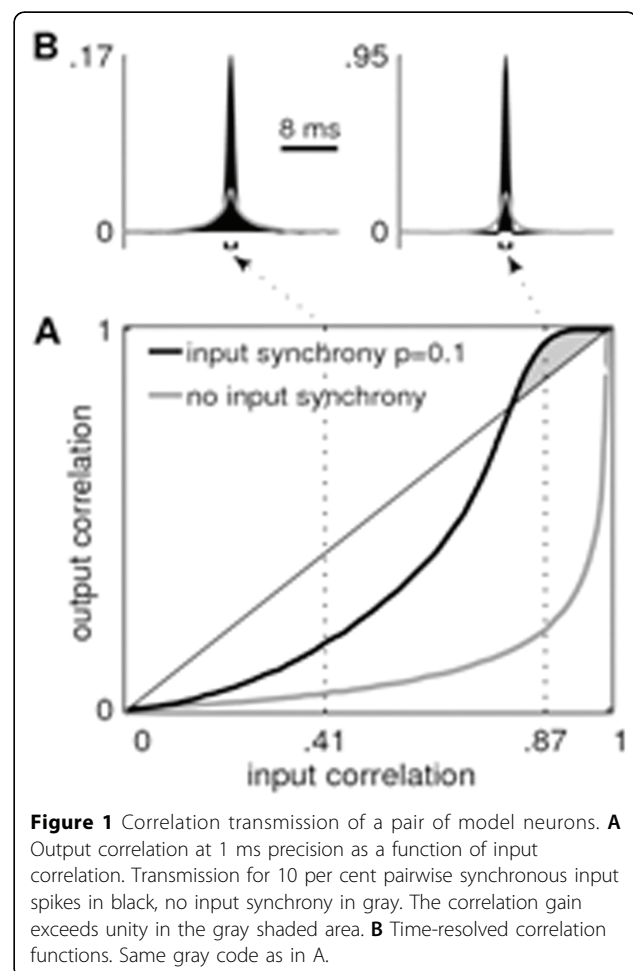 B
.17
.95
8 ms
0
0
A
1
input synchrony p=0.1
no input synchrony
output correlation
0
0 .41 .87 1
input correlation
Figure 1 Correlation transmission of a pair of model neurons. A
Output correlation at 1 ms precision as a function of input
correlation. Transmission for 10 per cent pairwise synchronous input
spikes in black, no input synchrony in gray. The correlation gain
exceeds unity in the gray shaded area. B Time-resolved correlation
functions. Same gray code as in A.